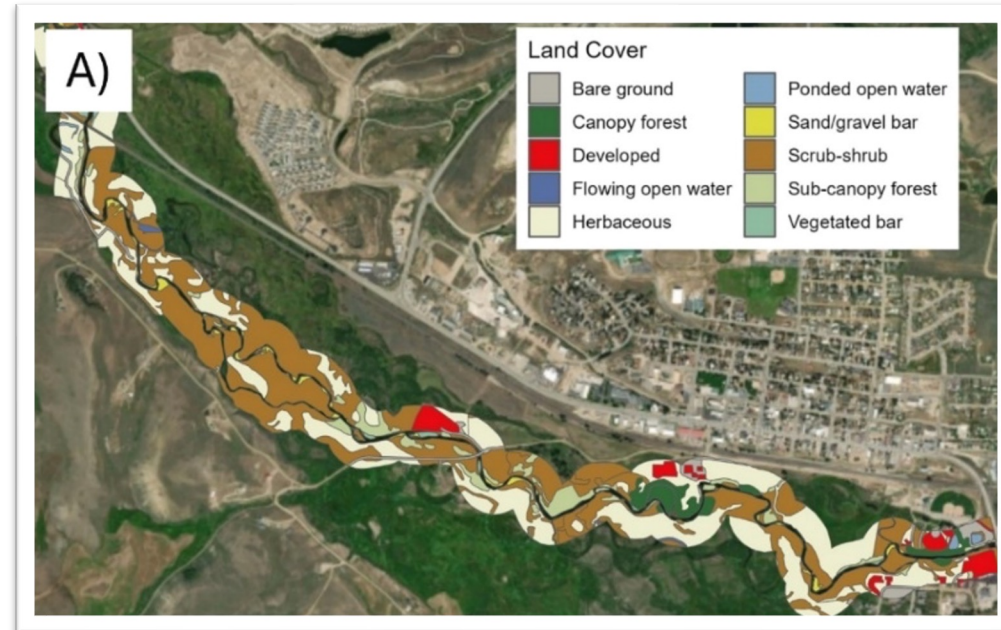 A)
Land Cover
Bare ground
Canopy forest
Developed
Flowing open water
Herbaceous
Ponded open water
Sand/gravel bar
Scrub-shrub
Sub-canopy forest
Vegetated bar